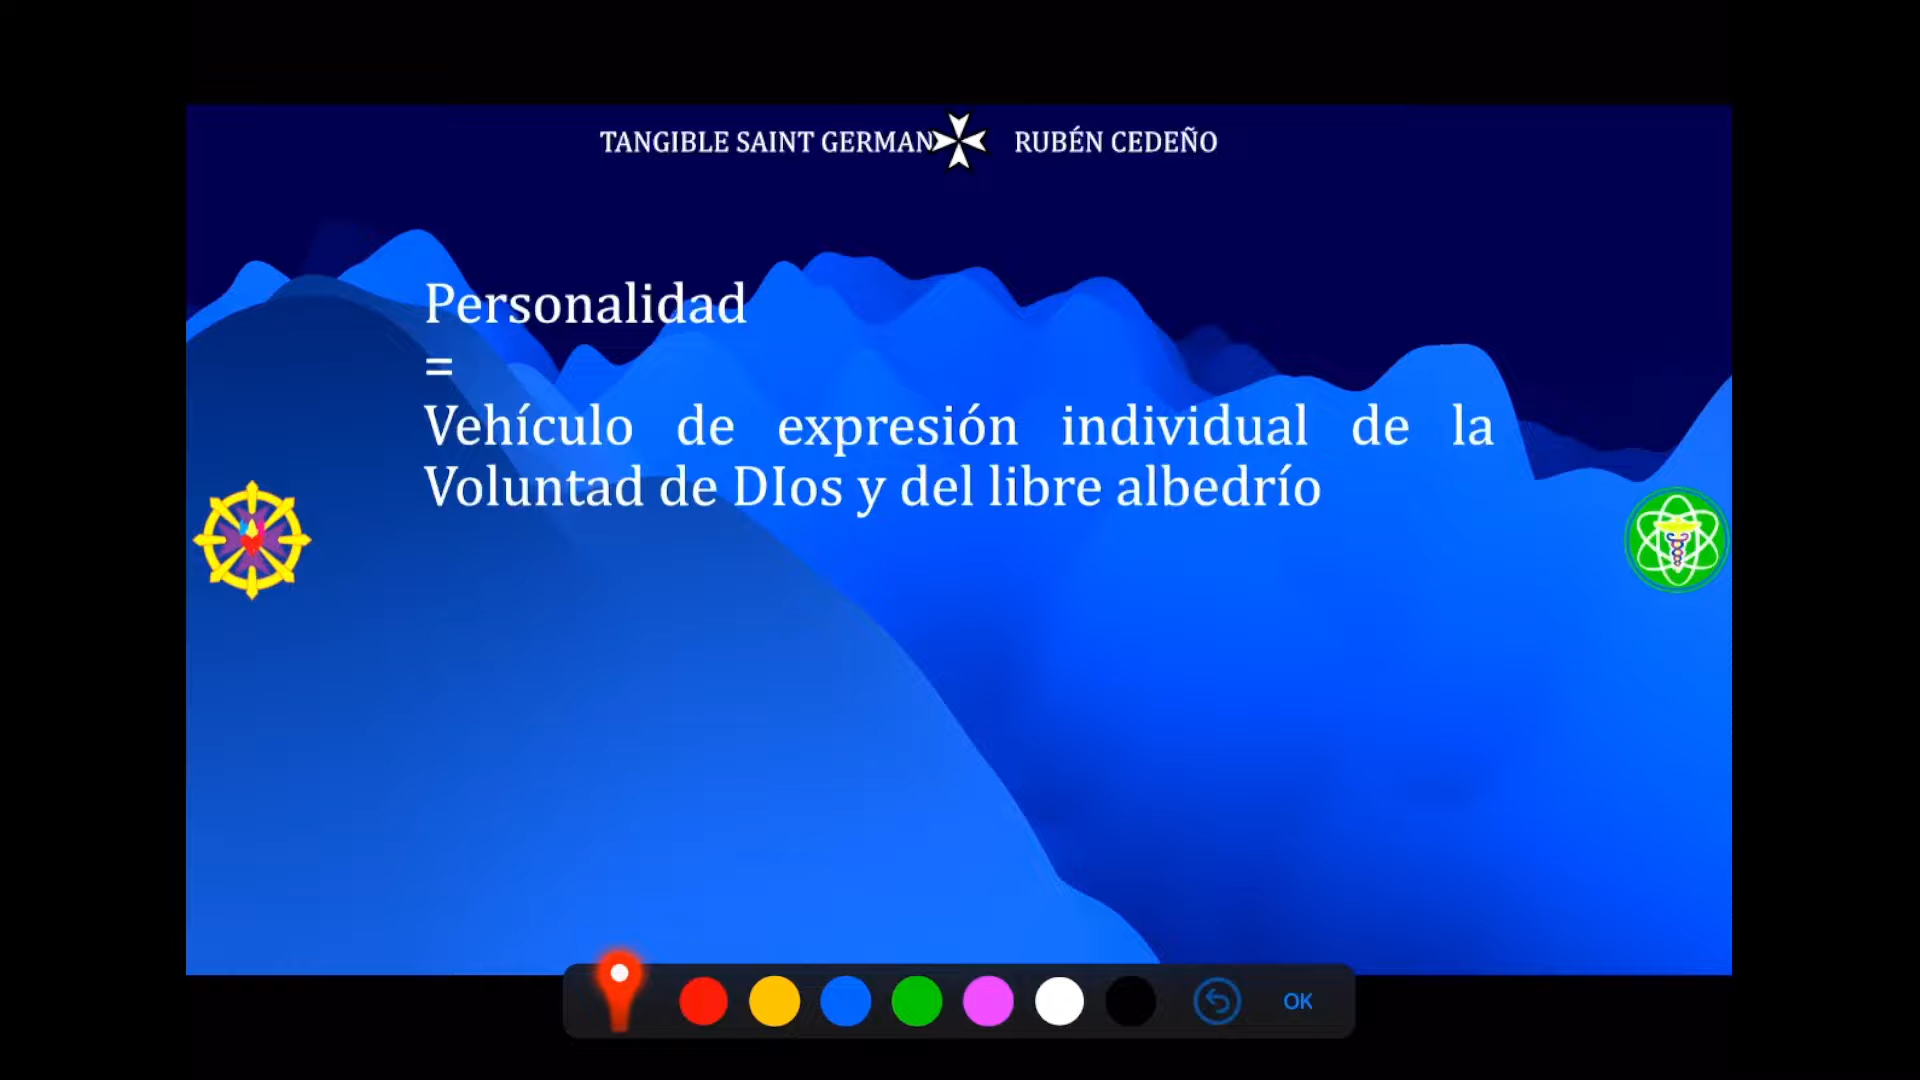 TANGIBLE SAINT GERMAN RUBÉN CEDEÑO
Personalidad
=
Vehículo de expresión individual de la
Voluntad de DIos y del libre albedrío
OK